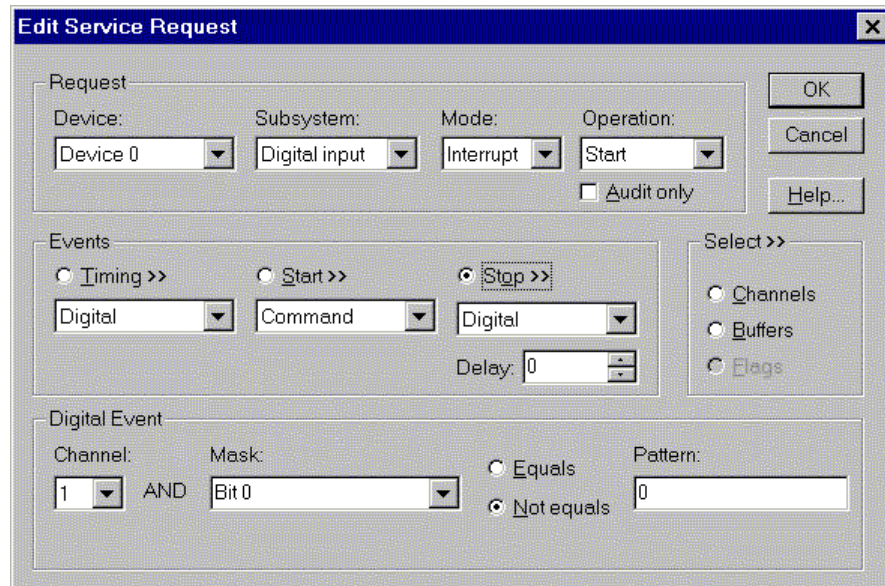 Edit Service Request
Request
OK
Device: Subsystem: Mode: Operation:
Device 0 Digital input Interrupt Start
Cancel
Audit only
Help...
Events Select >>
Timing >> Start >> Stop >>
Digital Command Digital
Channels
Buffers
Delay: 0
Flags
Digital Event
Channel: Mask: Pattern:
Equals
1 AND Bit 0 0
Not equals